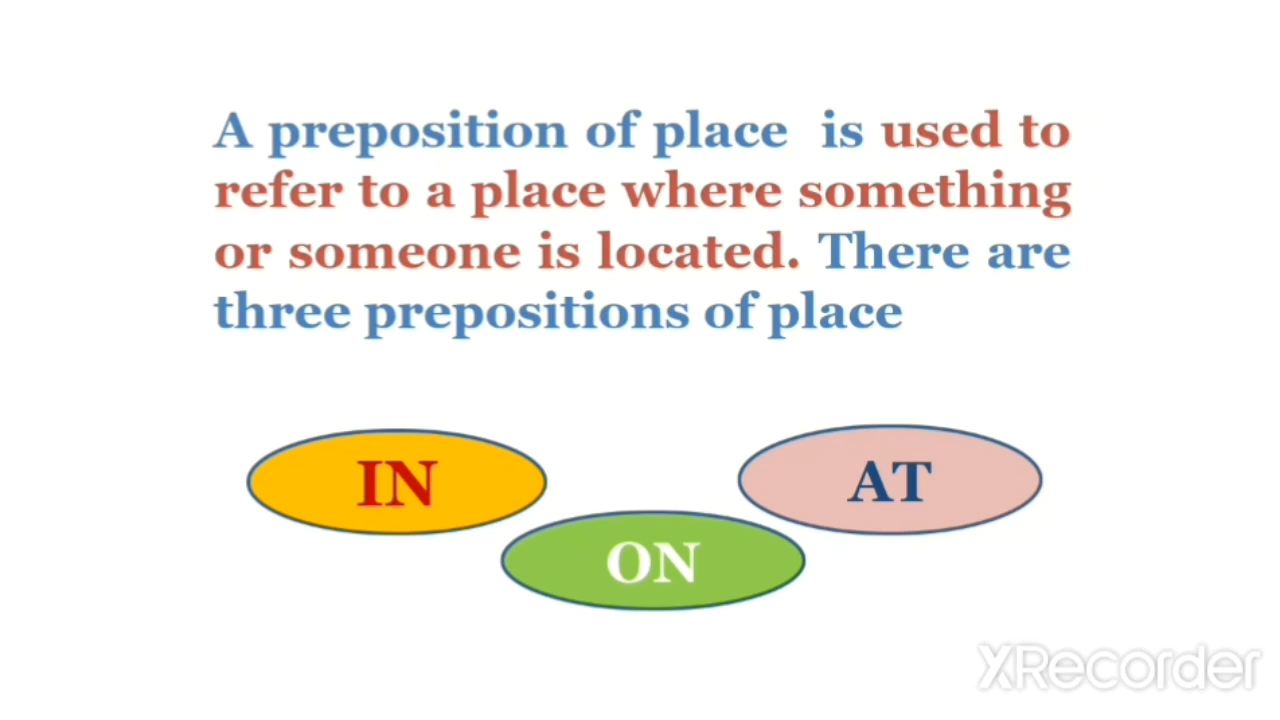 A preposition of place is used to
refer to a place where something
or someone is located. There are
three prepositions of place
IN
AT
ON
XRecorder